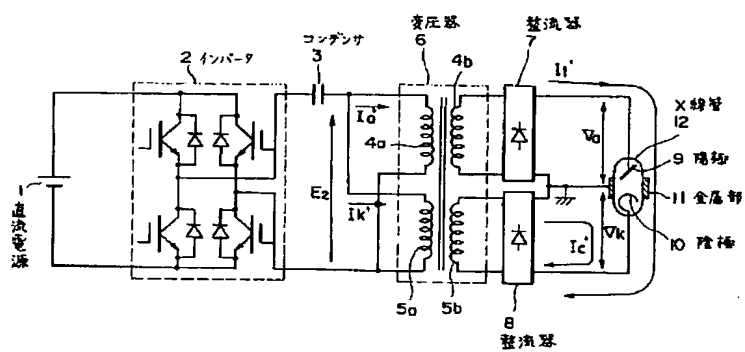 変圧器
6
整流器
7
コンデンサ
3
2 インバータ
4b
It'
X線管
12
Ia'
4a
Va
9 陽極
1
直流電源
E2
11 金属部
Ik'
Vk
10 陰極
Ic'
5a
5b
8
整流器